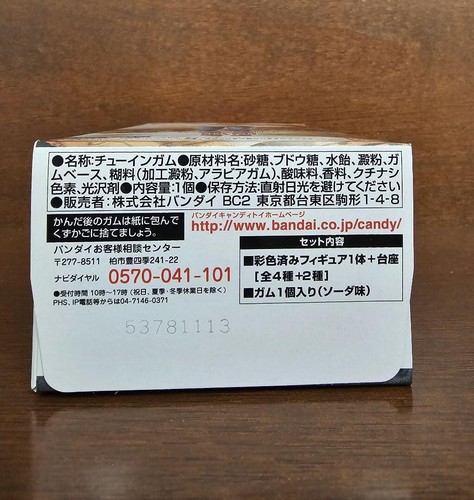 ●名称:チューインガム●原材料名:砂糖、ブドウ糖、水飴、澱粉、ガ
ムベース、糊料(加工澱粉、アラビアガム)、酸味料、香料、クチナシ
色素、光沢剤●内容量:1個●保存方法:直射日光を避けてください
●販売者:株式会社バンダイ BC2 東京都台東区駒形1-4-8
かんだ後のガムは紙に包んで
くずかごに捨てましょう。
バンダイお客様相談センター
〒277-8511 柏市豊四季241-22
ナビダイヤル 0570-041-101
●受付時間 10時〜17時(祝日、夏季・冬季休業日を除く)
PHS、IP電話等からは04-7146-0371
バンダイキャンディトイホームページ
http://www.bandai.co.jp/candy/
セット内容
■彩色済みフィギュア1体+台座
[全4種+2種]
■ガム1個入り(ソーダ味)
53781113